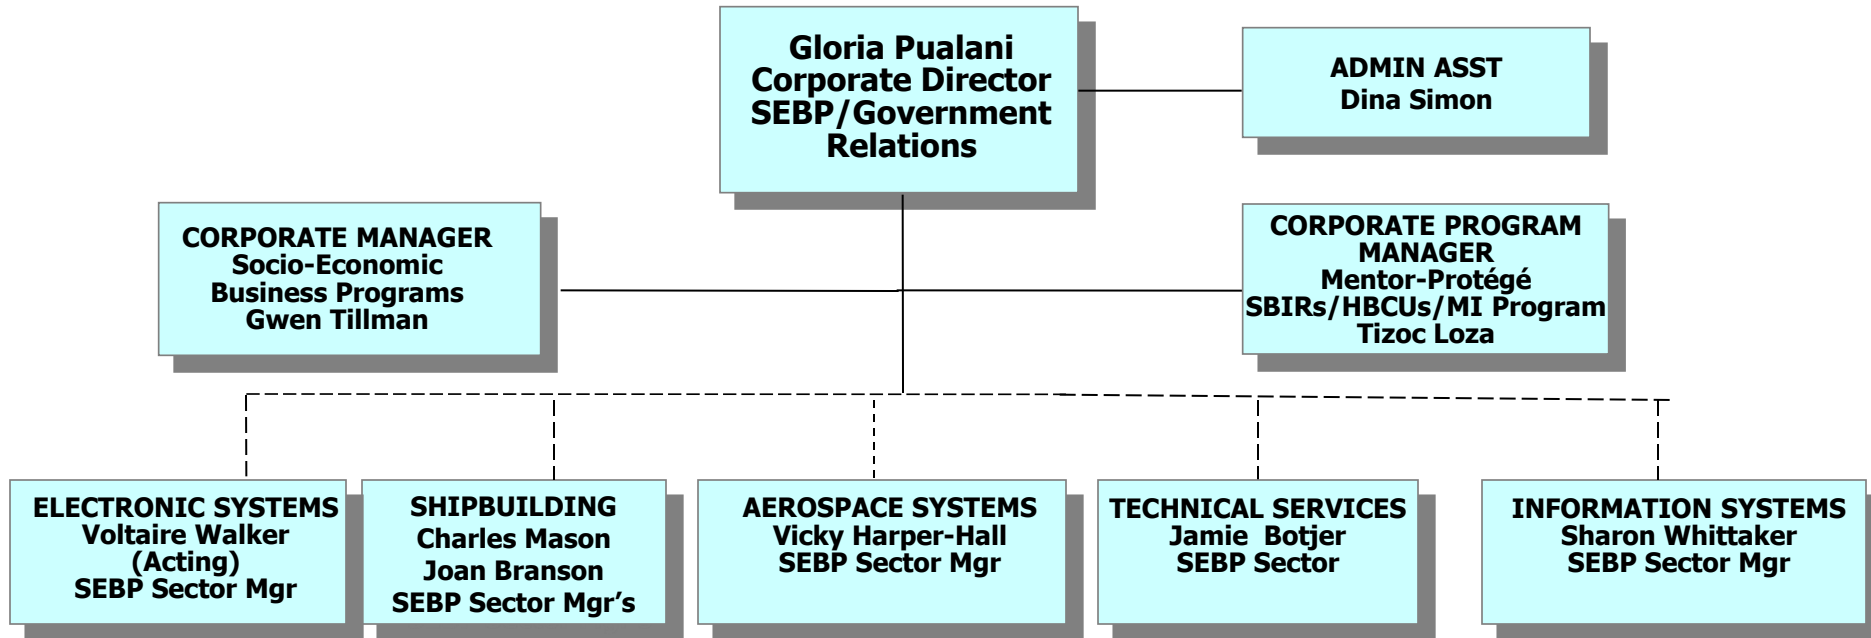 Gloria Pualani
Corporate Director
SEBP/Government
Relations
ADMIN ASST
Dina Simon
CORPORATE MANAGER
Socio-Economic
Business Programs
Gwen Tillman
CORPORATE PROGRAM
MANAGER
Mentor-Protégé
SBIRs/HBCUs/MI Program
Tizoc Loza
ELECTRONIC SYSTEMS
Voltaire Walker
(Acting)
SEBP Sector Mgr
SHIPBUILDING
Charles Mason
Joan Branson
SEBP Sector Mgr’s
AEROSPACE SYSTEMS
Vicky Harper-Hall
SEBP Sector Mgr
TECHNICAL SERVICES
Jamie  Botjer
SEBP Sector
INFORMATION SYSTEMS
Sharon Whittaker
SEBP Sector Mgr